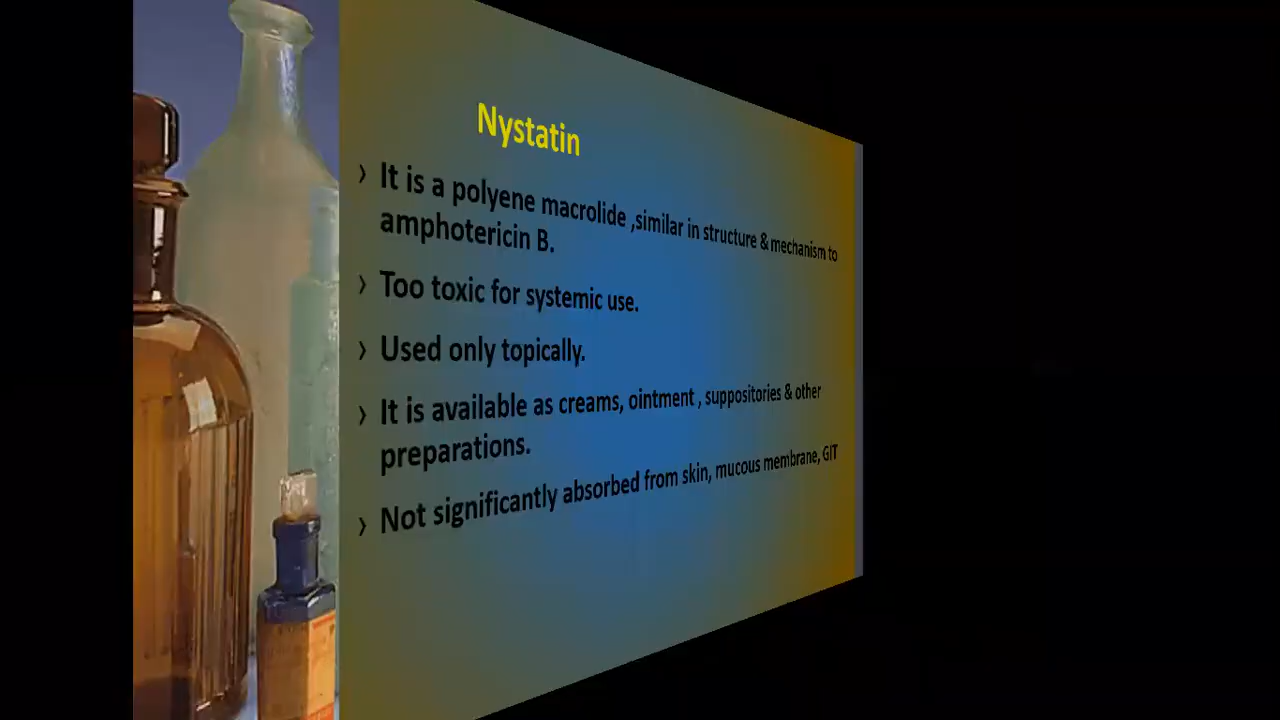 Nystatin
› It is a polyene macrolide ,similar in structure & mechanism to
amphotericin B.
› Too toxic for systemic use.
› Used only topically.
› It is available as creams, ointment , suppositories & other
preparations.
› Not significantly absorbed from skin, mucous membrane, GIT